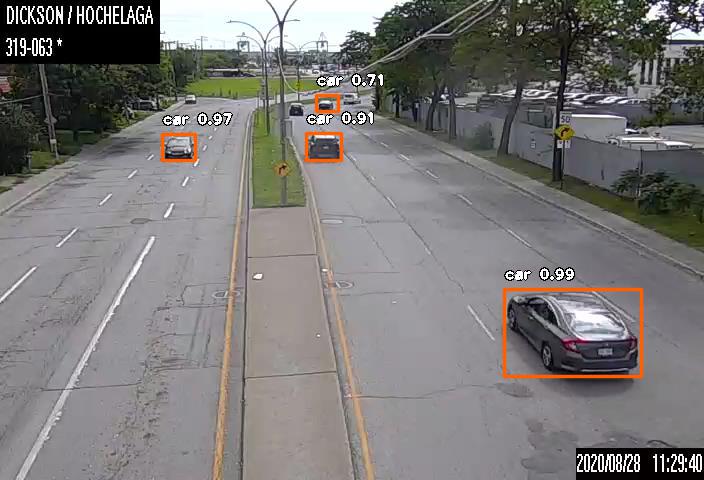 DICKSON / HOCHELAGA
319-063 *
car 0.71
car 0.97
car 0.91
50
car 0.99
2020/08/28 11:29:40